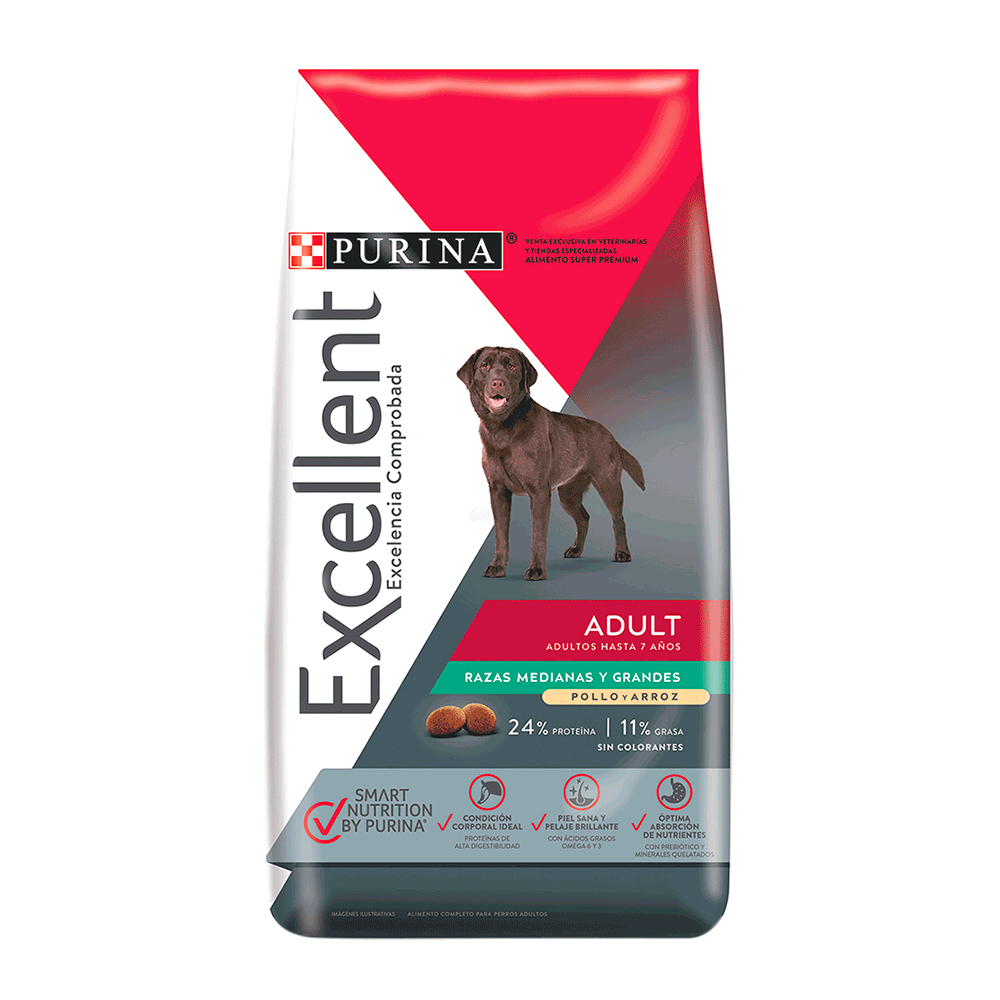 PURINA®
VENTA EXCLUSIVA EN VETERINARIAS
Y TIENDAS ESPECIALIZADAS
ALIMENTO SUPER PREMIUM
Excellent
Excelencia Comprobada
ADULT
ADULTOS HASTA 7 AÑOS
RAZAS MEDIANAS Y GRANDES
POLLO Y ARROZ
24% PROTEÍNA | 11% GRASA
SIN COLORANTES
SMART
NUTRITION
BY PURINA®
CONDICIÓN
CORPORAL IDEAL
PROTEÍNAS DE
ALTA DIGESTIBILIDAD
PIEL SANA Y
PELAJE BRILLANTE
CON ÁCIDOS GRASOS
OMEGA 6 Y 3
ÓPTIMA
ABSORCIÓN
DE NUTRIENTES
CON PREBIÓTICO Y
MINERALES QUELATADOS
IMÁGENES ILUSTRATIVAS
ALIMENTO COMPLETO PARA PERROS ADULTOS